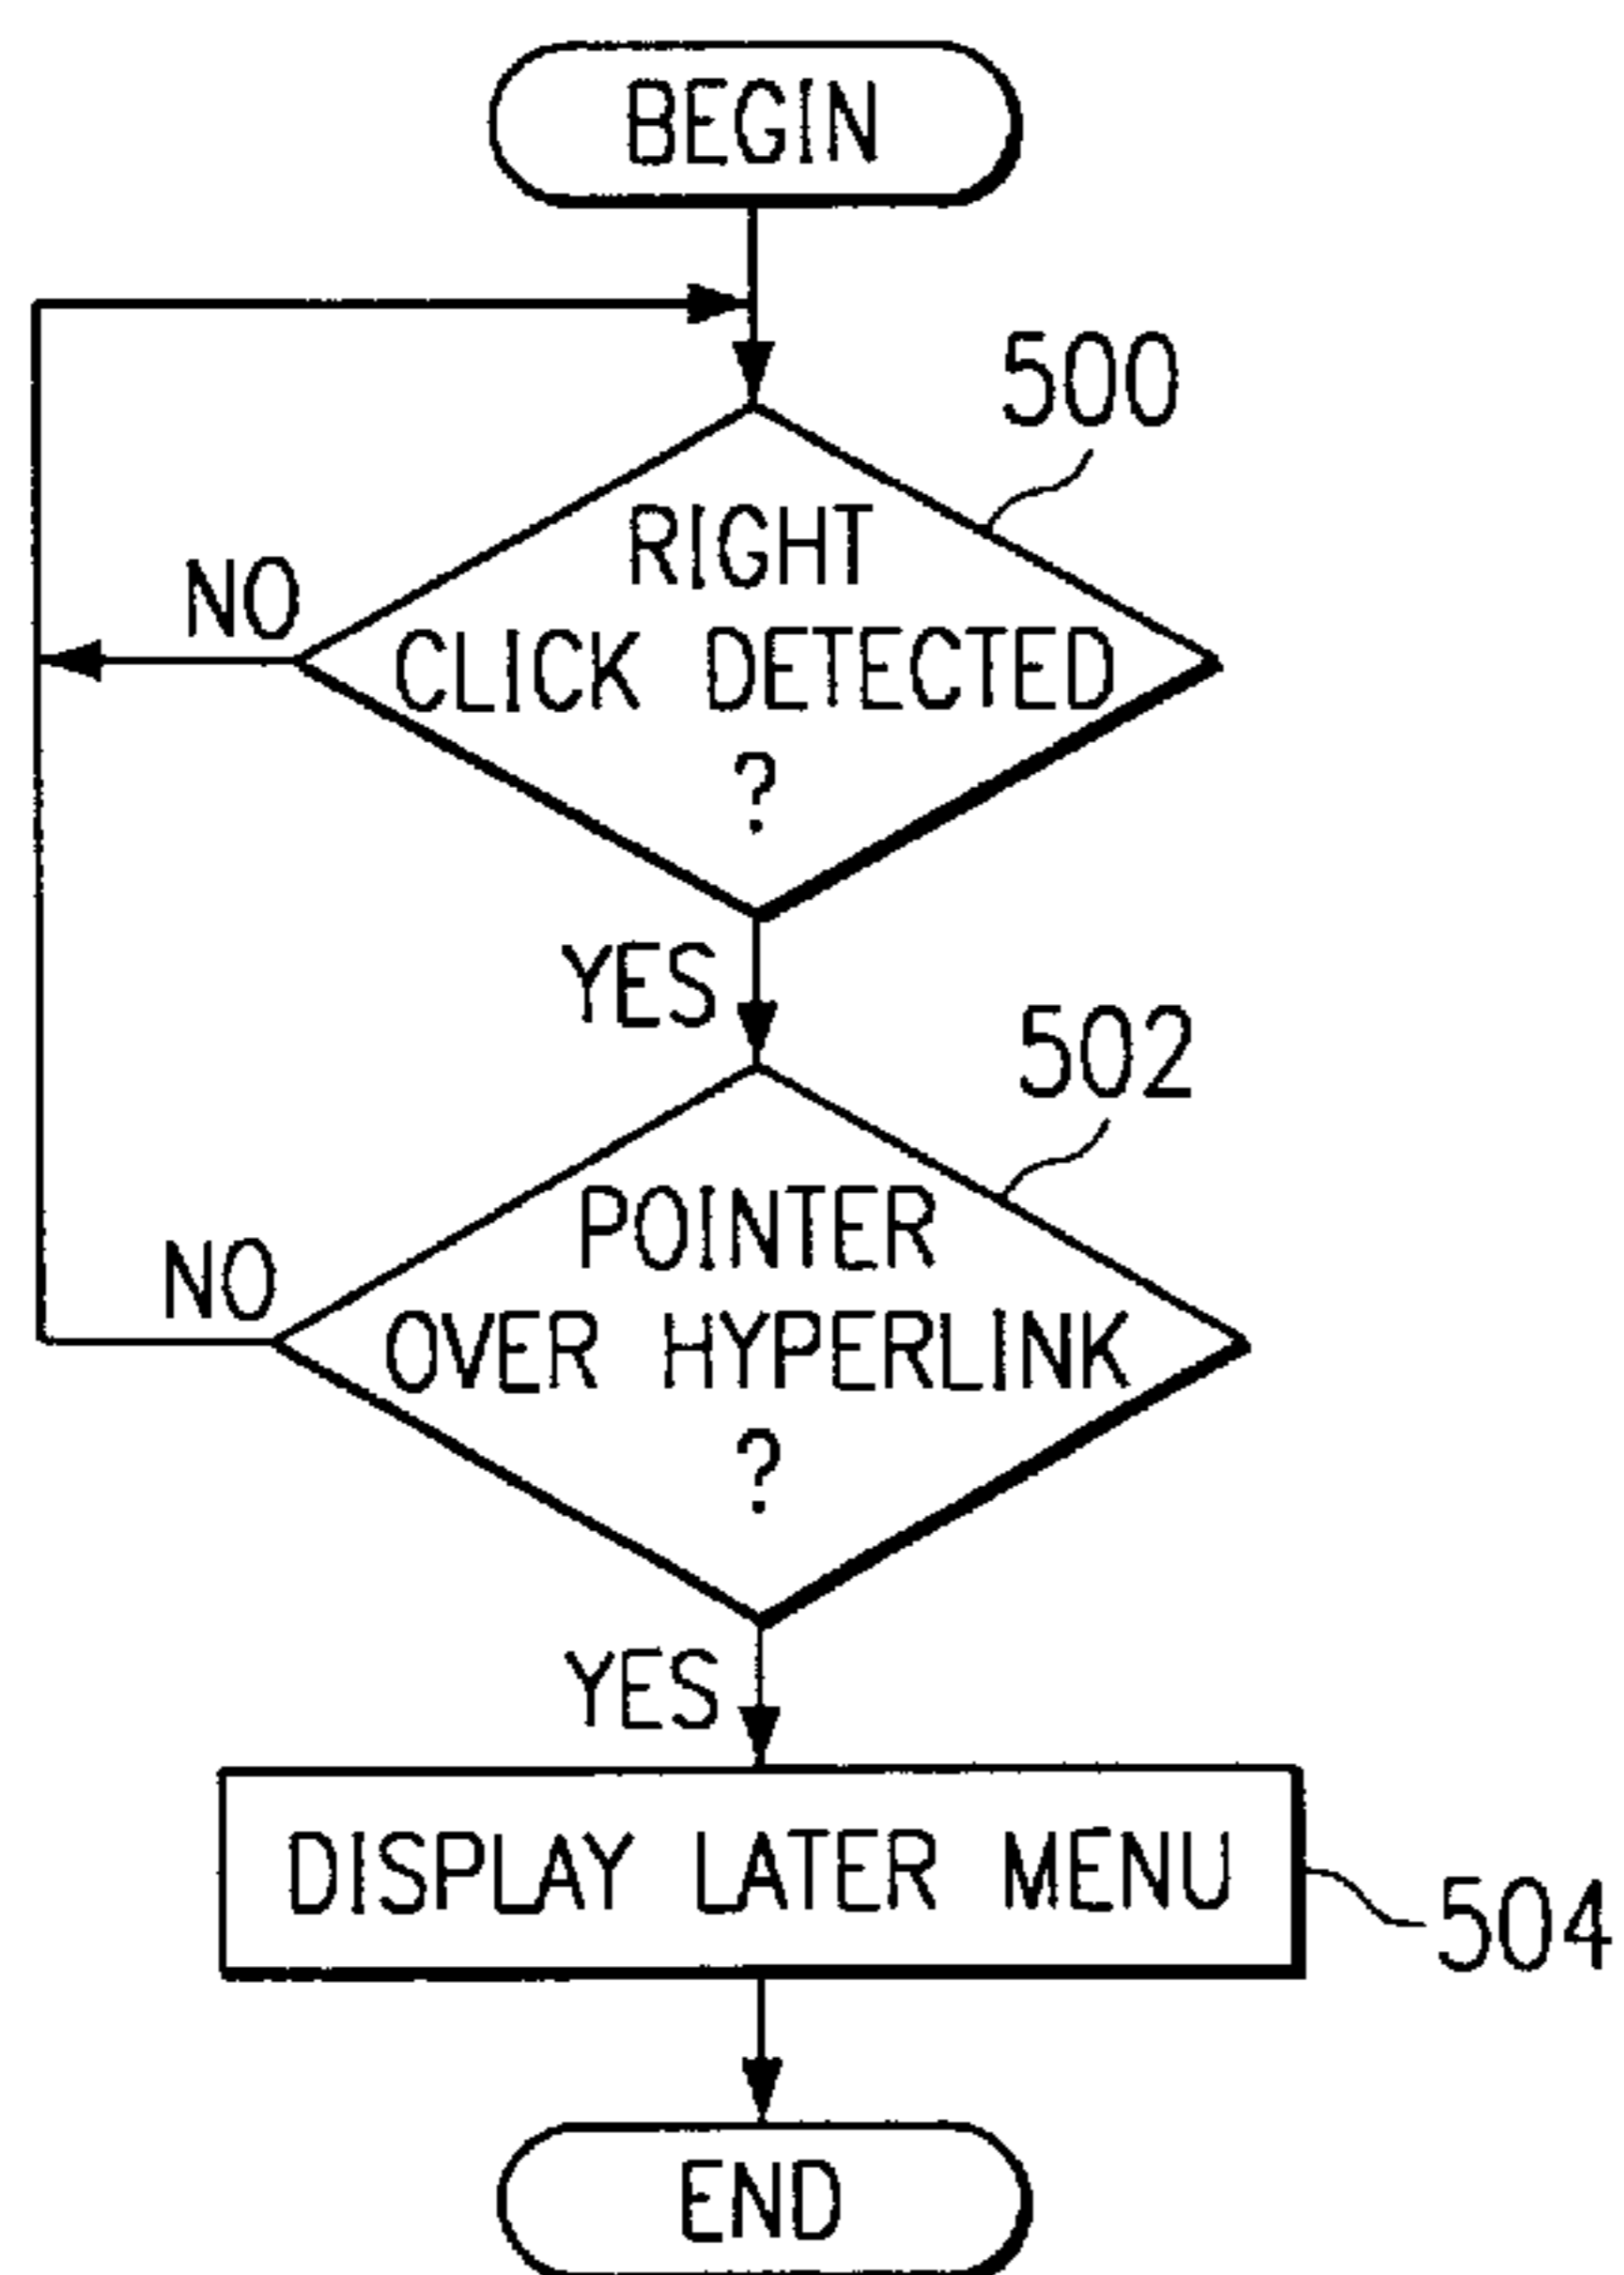 BEGIN
500
RIGHT
CLICK DETECTED
?
NO
YES
502
POINTER
OVER HYPERLINK
?
NO
YES
DISPLAY LATER MENU
504
END